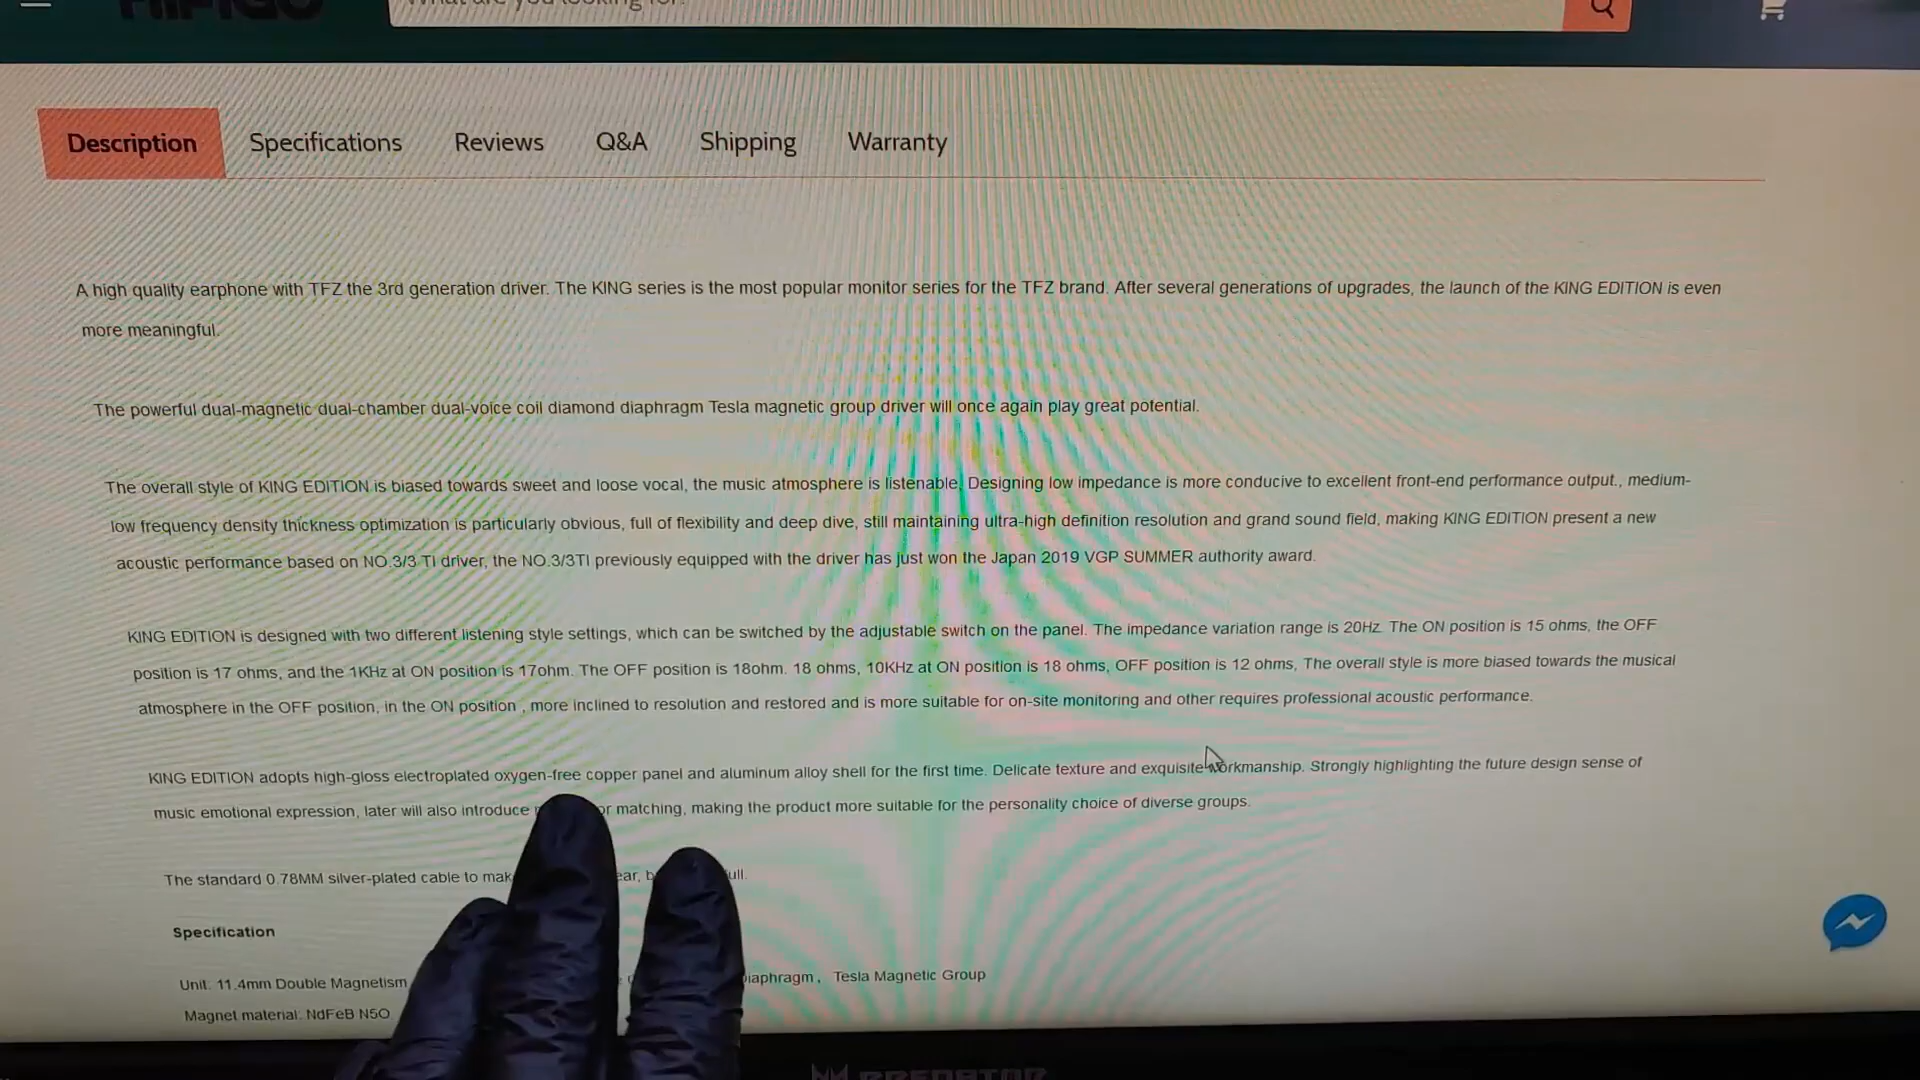 What are you looking for?
Description Specifications Reviews Q&A Shipping Warranty
A high quality earphone with TFZ the 3rd generation driver. The KING series is the most popular monitor series for the TFZ brand. After several generations of upgrades, the launch of the KING EDITION is even
more meaningful.
The powerful dual-magnetic dual-chamber dual-voice coil diamond diaphragm Tesla magnetic group driver will once again play great potential.
The overall style of KING EDITION is biased towards sweet and loose vocal, the music atmosphere is listenable, Designing low impedance is more conducive to excellent front-end performance output., medium-
low frequency density thickness optimization is particularly obvious, full of flexibility and deep dive, still maintaining ultra-high definition resolution and grand sound field, making KING EDITION present a new
acoustic performance based on NO.3/3 TI driver, the NO.3/3TI previously equipped with the driver has just won the Japan 2019 VGP SUMMER authority award.
KING EDITION is designed with two different listening style settings, which can be switched by the adjustable switch on the panel. The impedance variation range is 20Hz. The ON position is 15 ohms, the OFF
position is 17 ohms, and the 1KHz at ON position is 17ohm. The OFF position is 18ohm. 18 ohms, 10KHz at ON position is 18 ohms, OFF position is 12 ohms, The overall style is more biased towards the musical
atmosphere in the OFF position, in the ON position , more inclined to resolution and restored and is more suitable for on-site monitoring and other requires professional acoustic performance.
KING EDITION adopts high-gloss electroplated oxygen-free copper panel and aluminum alloy shell for the first time. Delicate texture and exquisite workmanship. Strongly highlighting the future design sense of
music emotional expression, later will also introduce matching, making the product more suitable for the personality choice of diverse groups.
The standard 0.78MM silver-plated cable to
Specification
Unit: 11.4mm Double Magnetism diaphragm, Tesla Magnetic Group
Magnet material: NdFeB N5O
PREDATOR